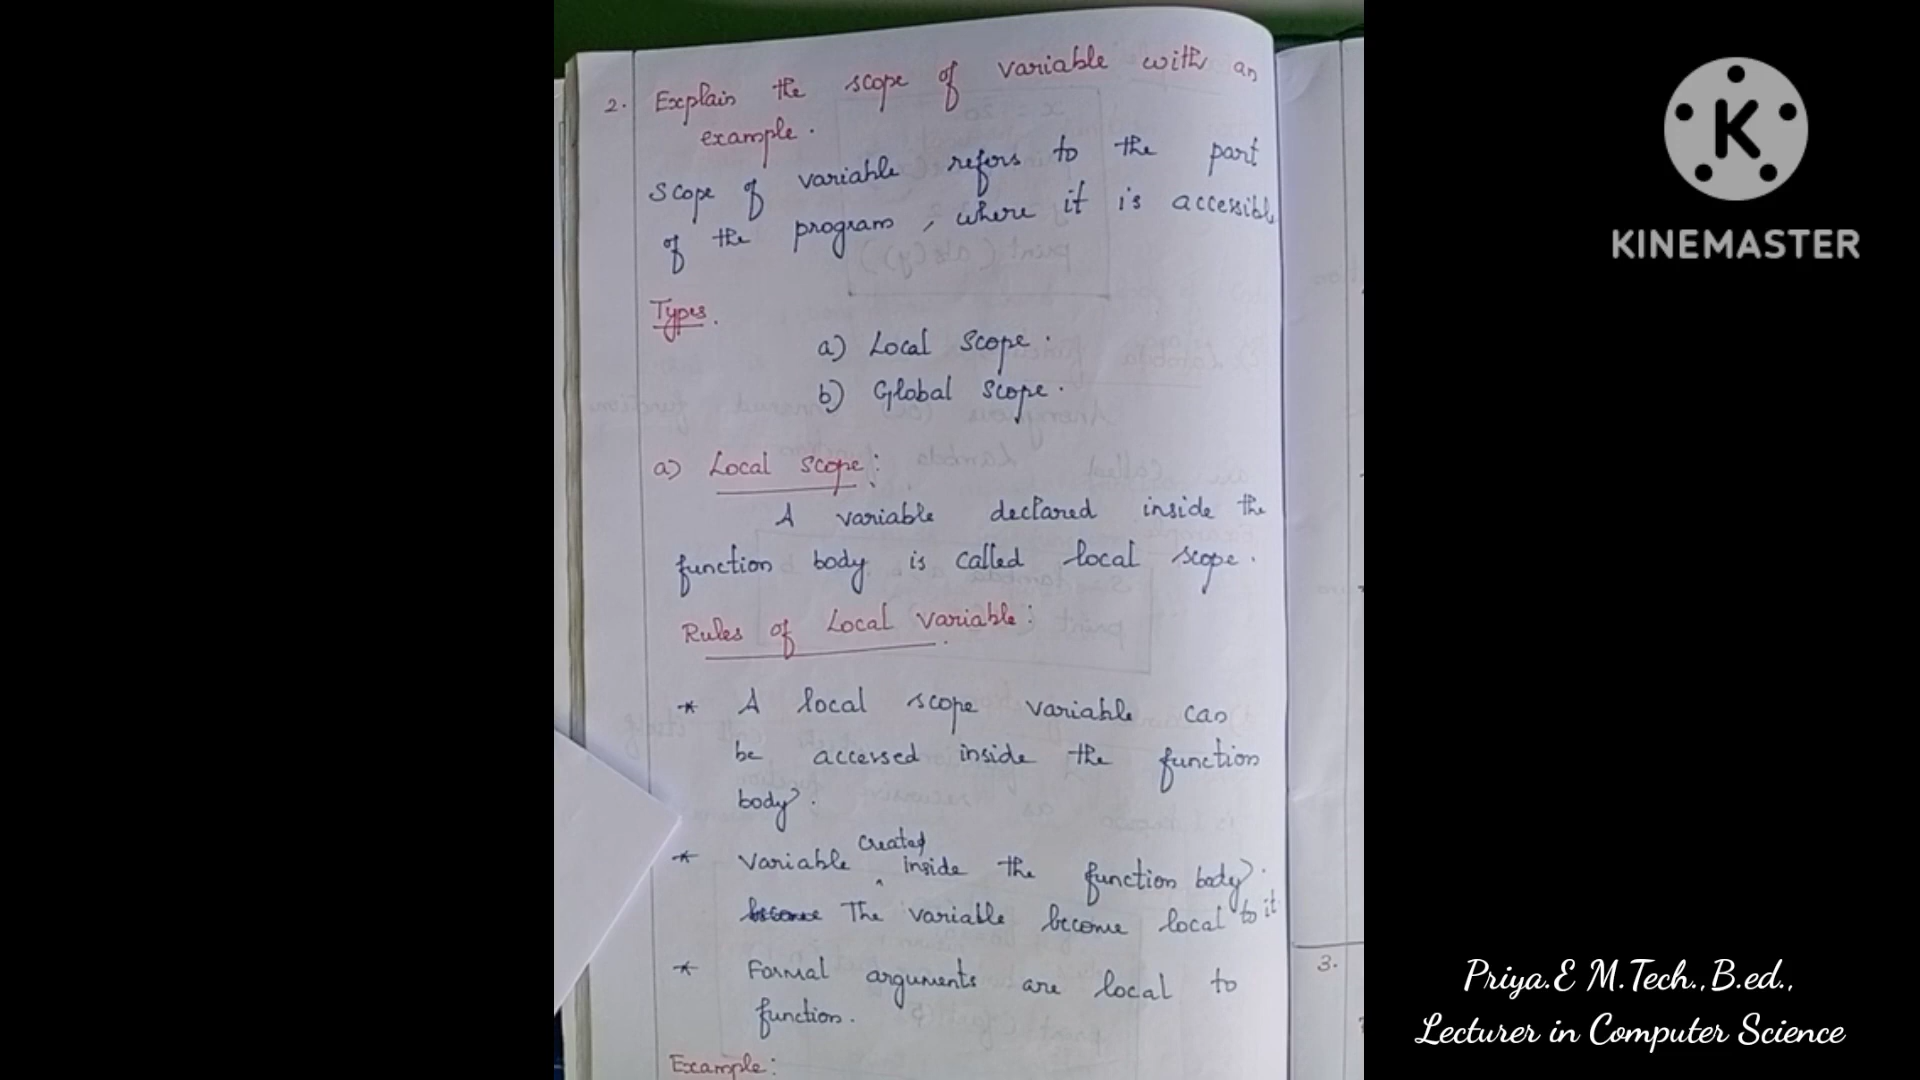 2. Explain the scope of variable with an
example.
Scope of variable refers to the part
of the program, where it is accessible
Types.
a) Local Scope.
b) Global Scope.
a) Local scope:
A variable declared inside the
function body is called local scope.
Rules of Local variable:
* A local scope variable can
be accessed inside the function
body.
* variable created inside the function body.
The variable become local to it
* Formal arguments are local to
function.
Example:
3.
K
KINEMASTER
Priya.E M.Tech.,B.ed.,
Lecturer in Computer Science